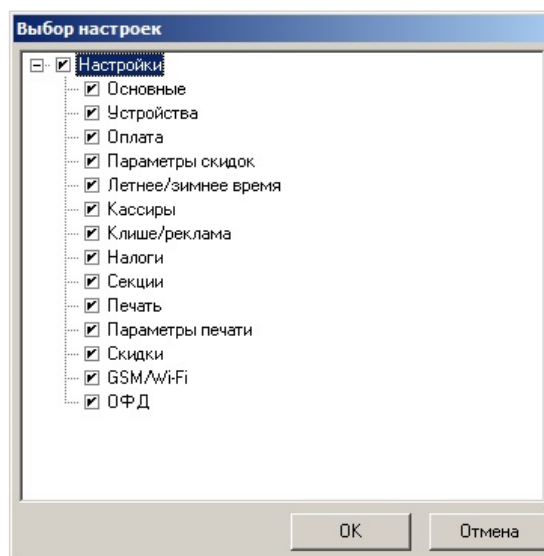 Выбор настроек
Настройки
Основные
Устройства
Оплата
Параметры скидок
Летнее/зимнее время
Кассиры
Клише/реклама
Налоги
Секции
Печать
Параметры печати
Скидки
GSM/Wi-Fi
ОФД
OK Отмена